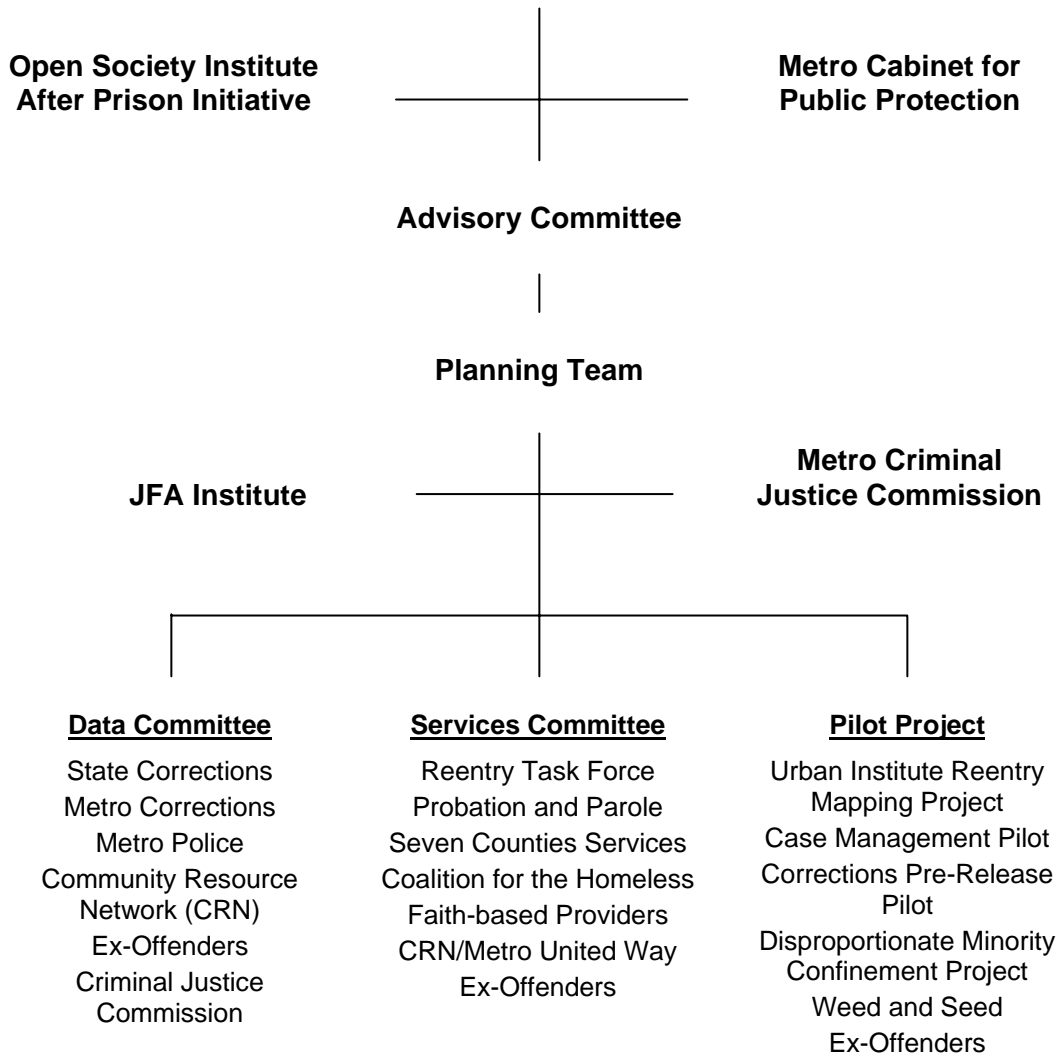 Open Society Institute
After Prison Initiative
Metro Cabinet for
Public Protection
Advisory Committee
Planning Team
JFA Institute
Metro Criminal
Justice Commission
Data Committee
State Corrections
Metro Corrections
Metro Police
Community Resource
Network (CRN)
Ex-Offenders
Criminal Justice
Commission
Services Committee
Reentry Task Force
Probation and Parole
Seven Counties Services
Coalition for the Homeless
Faith-based Providers
CRN/Metro United Way
Ex-Offenders
Pilot Project
Urban Institute Reentry
Mapping Project
Case Management Pilot
Corrections Pre-Release
Pilot
Disproportionate Minority
Confinement Project
Weed and Seed
Ex-Offenders